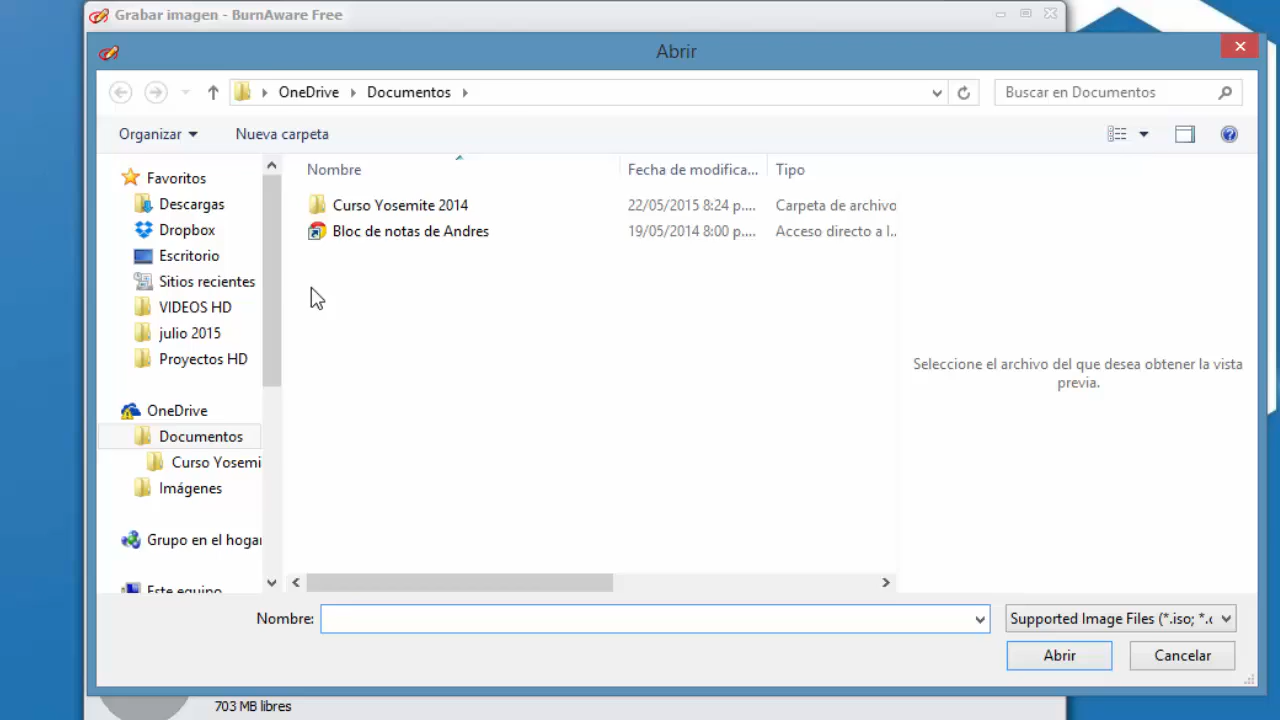 Grabar imagen - BurnAware Free
Abrir
OneDrive Documentos
Buscar en Documentos
Organizar
Nueva carpeta
Nombre
Fecha de modifica...
Tipo
Curso Yosemite 2014
22/05/2015 8:24 p....
Carpeta de archivo
Bloc de notas de Andres
19/05/2014 8:00 p....
Acceso directo a l...
Favoritos
Descargas
Dropbox
Escritorio
Sitios recientes
VIDEOS HD
julio 2015
Proyectos HD
OneDrive
Documentos
Curso Yosemi
Imágenes
Grupo en el hogar
Este equipo
Seleccione el archivo del que desea obtener la vista
previa.
Nombre:
Supported Image Files (*.iso; *.c
Abrir
Cancelar
703 MB libres